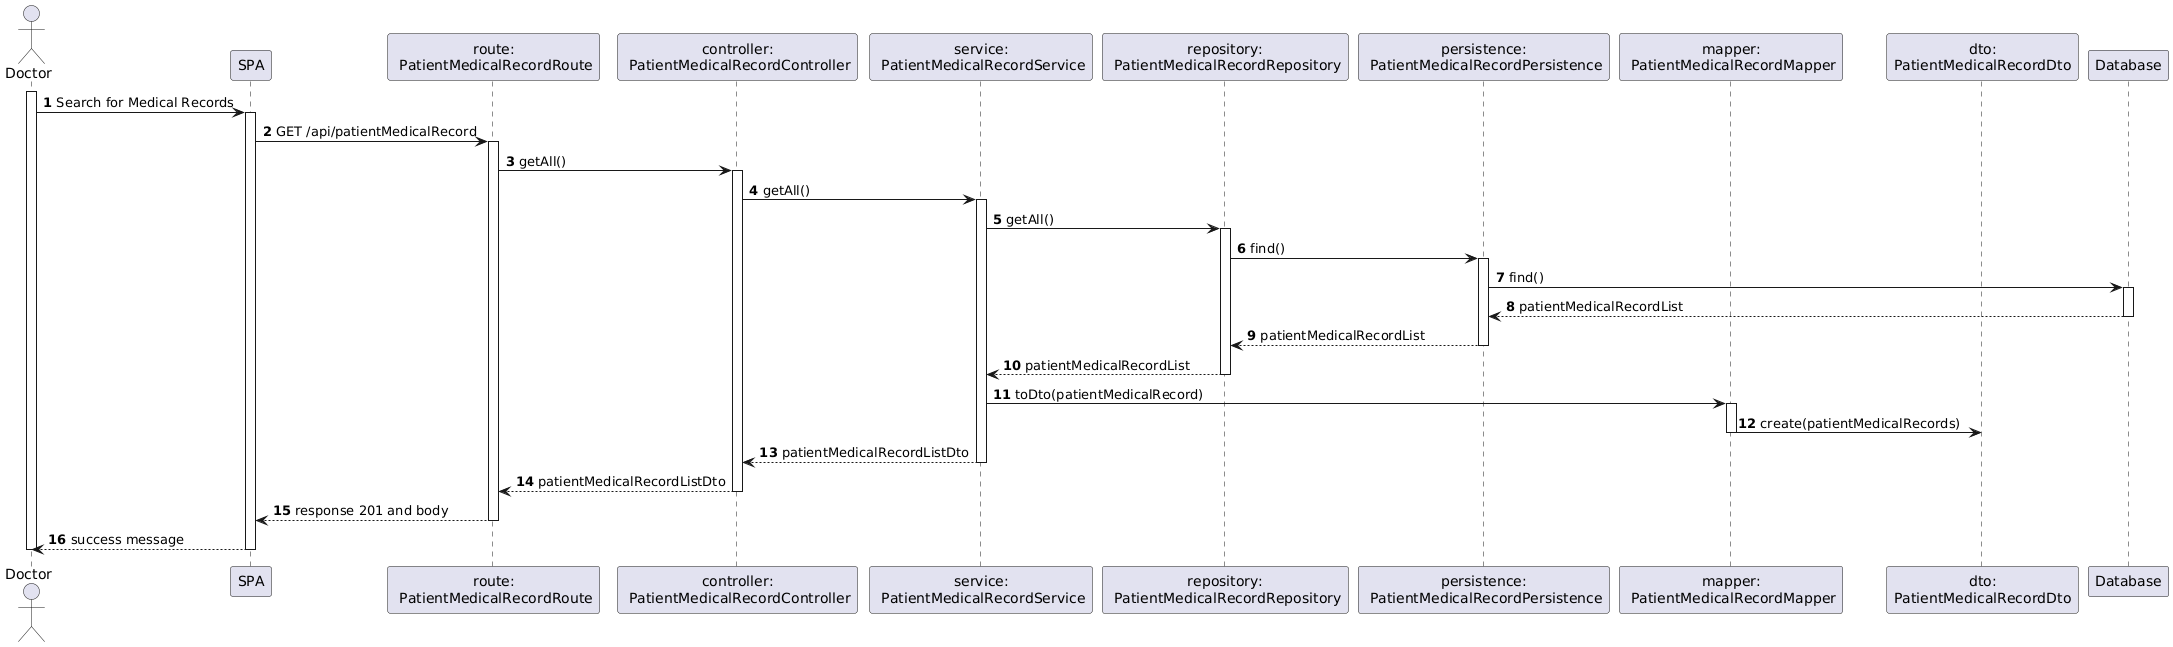 Doctor
SPA
route:
PatientMedicalRecordRoute
controller:
PatientMedicalRecordController
service:
PatientMedicalRecordService
repository:
PatientMedicalRecordRepository
persistence:
PatientMedicalRecordPersistence
mapper:
PatientMedicalRecordMapper
dto:
PatientMedicalRecordDto
Database
1 Search for Medical Records
2 GET /api/patientMedicalRecord
3 getAll()
4 getAll()
5 getAll()
6 find()
7 find()
8 patientMedicalRecordList
9 patientMedicalRecordList
10 patientMedicalRecordList
11 toDto(patientMedicalRecord)
12 create(patientMedicalRecords)
13 patientMedicalRecordListDto
14 patientMedicalRecordListDto
15 response 201 and body
16 success message
Doctor
SPA
route:
PatientMedicalRecordRoute
controller:
PatientMedicalRecordController
service:
PatientMedicalRecordService
repository:
PatientMedicalRecordRepository
persistence:
PatientMedicalRecordPersistence
mapper:
PatientMedicalRecordMapper
dto:
PatientMedicalRecordDto
Database